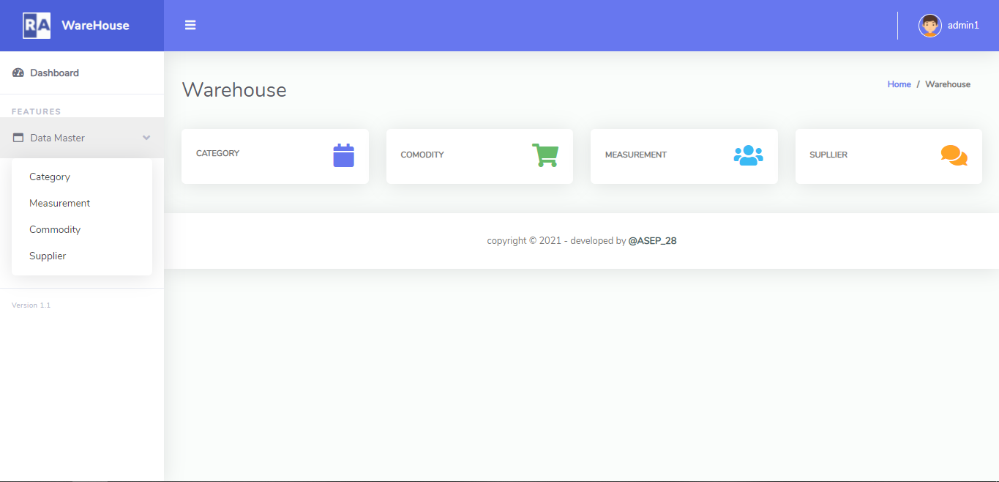 RA WareHouse
admin1
Dashboard
FEATURES
Data Master
Category
Measurement
Commodity
Supplier
Version 1.1
Warehouse
Home / Warehouse
CATEGORY
COMODITY
MEASUREMENT
SUPLLIER
copyright © 2021 - developed by @ASEP_28